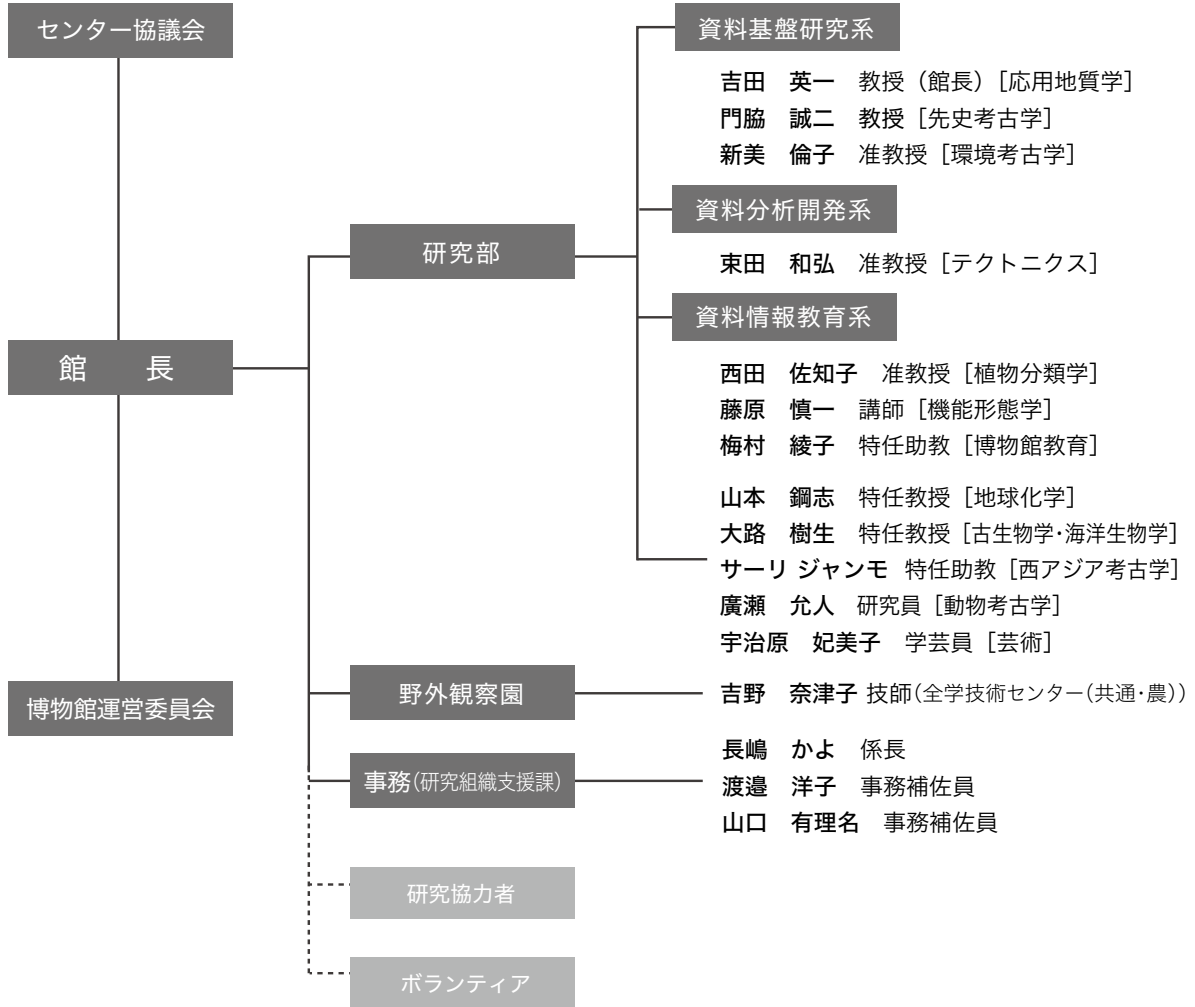 センター協議会
館　長
博物館運営委員会
研究部
資料基盤研究系
吉田　英一　教授（館長）［応用地質学］
門脇　誠二　教授［先史考古学］
新美　倫子　准教授［環境考古学］
資料分析開発系
束田　和弘　准教授［テクトニクス］
資料情報教育系
西田　佐知子　准教授［植物分類学］
藤原　慎一　講師［機能形態学］
梅村　綾子　特任助教［博物館教育］
山本　鋼志　特任教授［地球化学］
大路　樹生　特任教授［古生物学・海洋生物学］
サーリ ジャンモ 特任助教［西アジア考古学］
廣瀬　允人　研究員［動物考古学］
宇治原　妃美子　学芸員［芸術］
野外観察園
吉野　奈津子 技師（全学技術センター（共通・農））
事務（研究組織支援課）
長嶋　かよ　係長
渡邉　洋子　事務補佐員
山口　有理名　事務補佐員
研究協力者
ボランティア